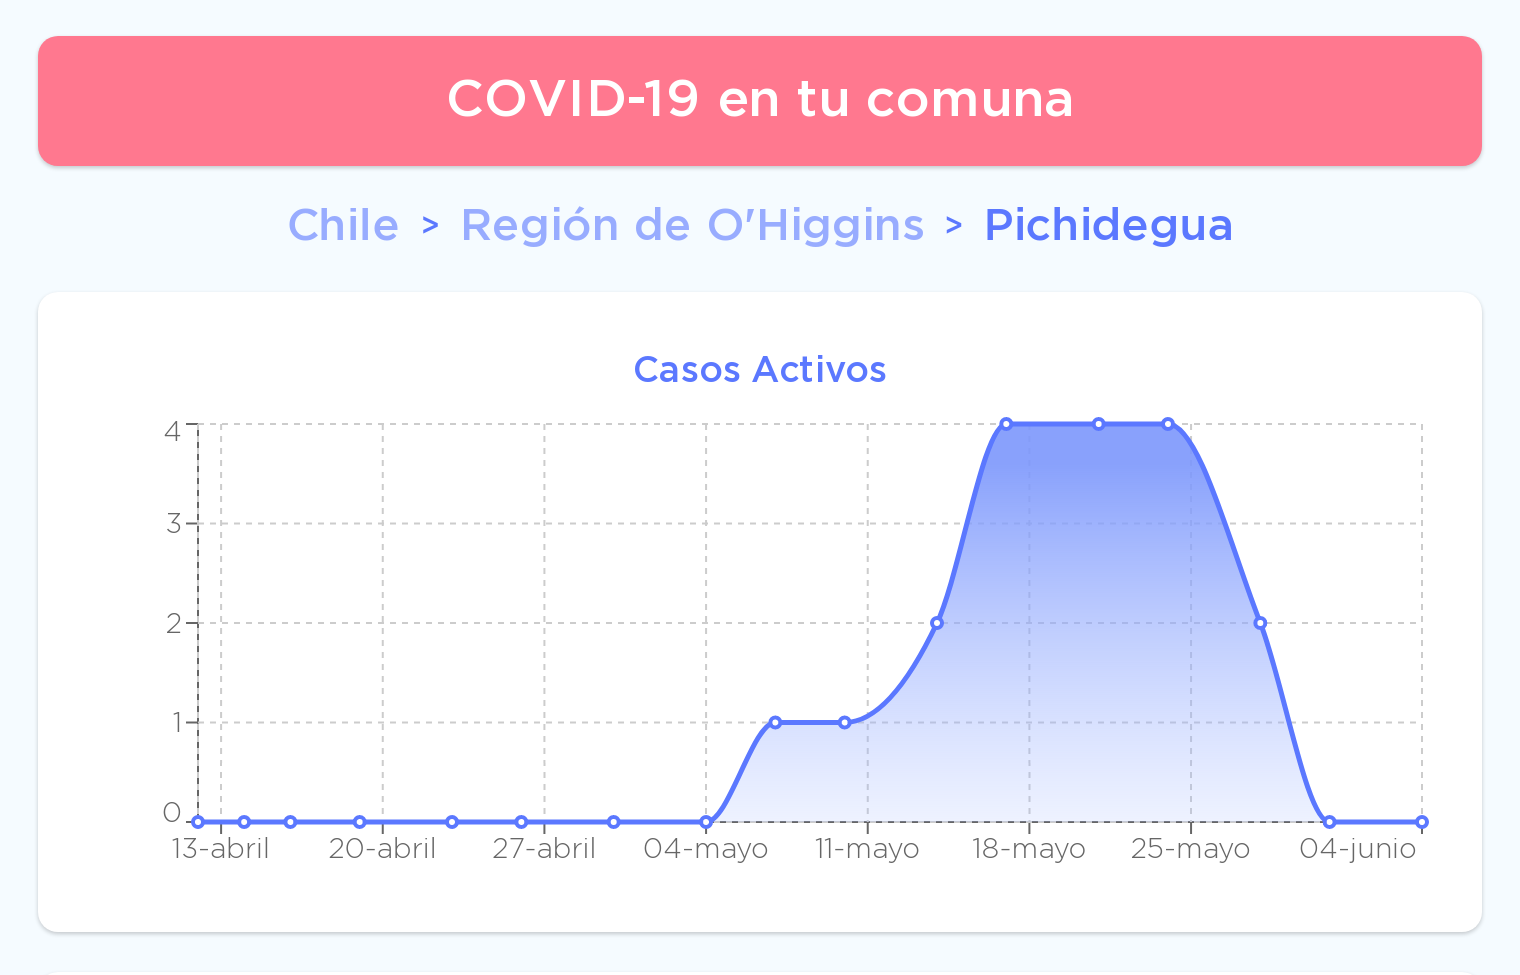 COVID-19 en tu comuna
Chile > Región de O'Higgins > Pichidegua
Casos Activos
4
3
2
1
0
13-abril 20-abril 27-abril 04-mayo 11-mayo 18-mayo 25-mayo 04-junio